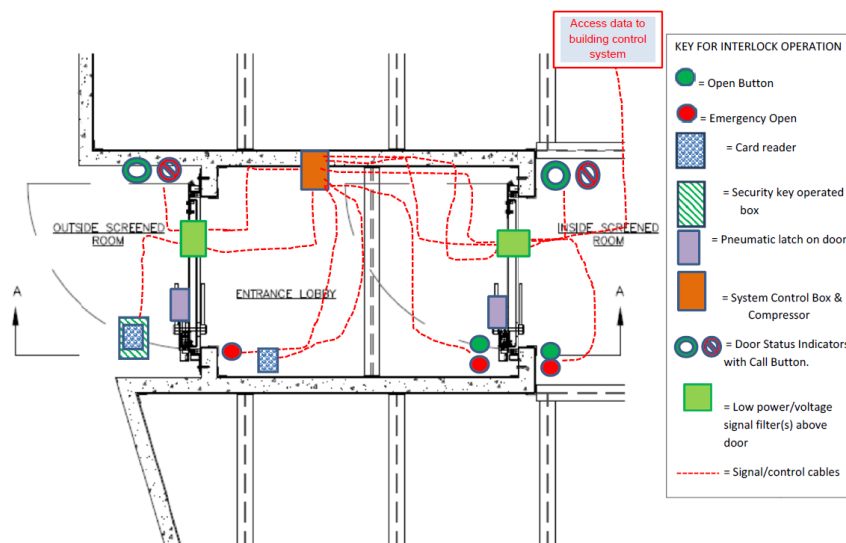 Access data to
building control
system
KEY FOR INTERLOCK OPERATION
= Open Button
= Emergency Open
= Card reader
= Security key operated
box
= Pneumatic latch on door
= System Control Box &
Compressor
= Door Status Indicators
with Call Button.
= Low power/voltage
signal filter(s) above
door
= Signal/control cables
OUTSIDE SCREENED
ROOM
INSIDE SCREENED
ROOM
ENTRANCE LOBBY
A
A